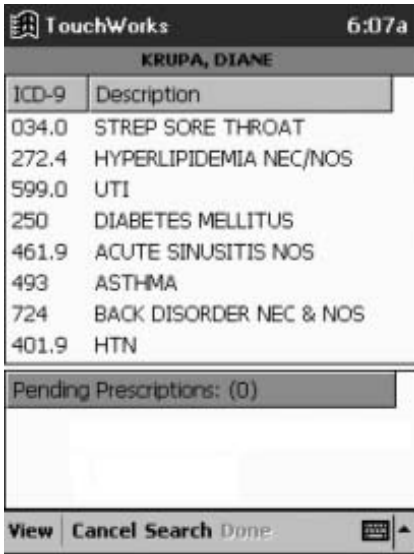 TouchWorks 6:07a
KRUPA, DIANE
ICD-9 Description
034.0 STREP SORE THROAT
272.4 HYPERLIPIDEMIA NEC/NOS
599.0 UTI
250 DIABETES MELLITUS
461.9 ACUTE SINUSITIS NOS
493 ASTHMA
724 BACK DISORDER NEC & NOS
401.9 HTN
Pending Prescriptions: (0)
View Cancel Search Done